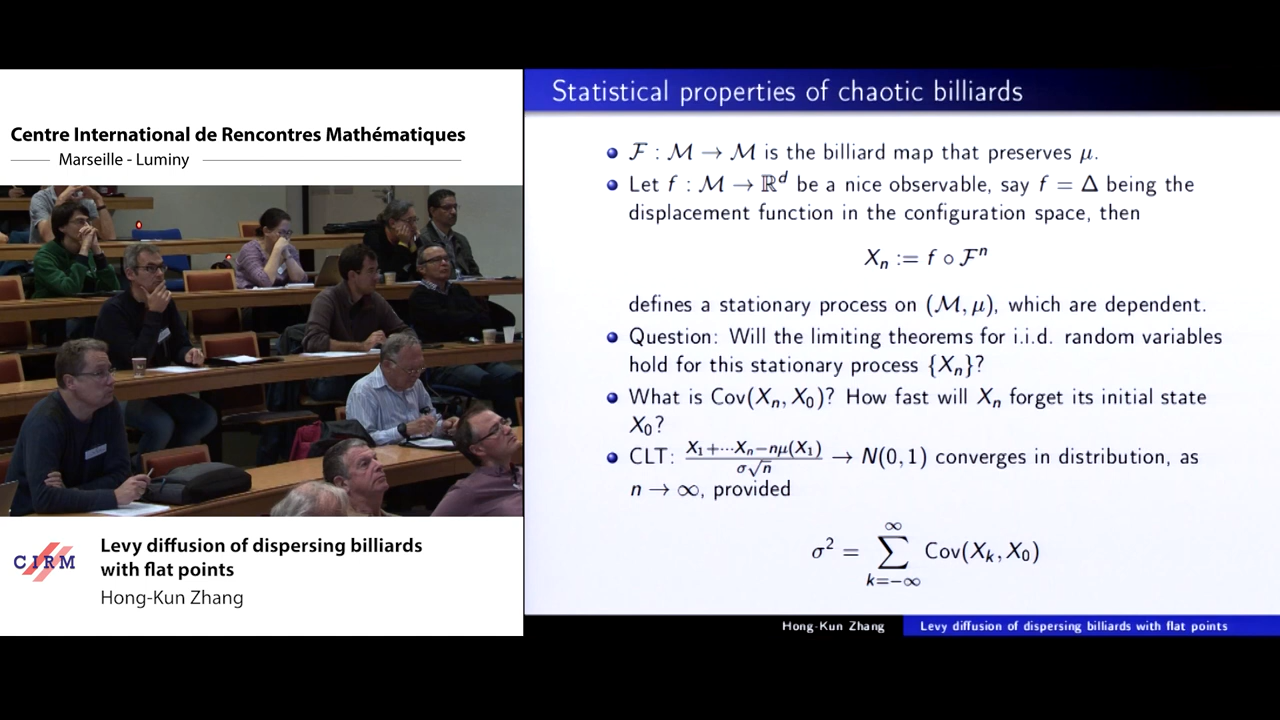 Centre International de Rencontres Mathématiques
Marseille - Luminy
CIRM
Levy diffusion of dispersing billiards
with flat points
Hong-Kun Zhang
Statistical properties of chaotic billiards
ℱ : ℳ → ℳ is the billiard map that preserves μ.
Let f : ℳ → ℝ^d be a nice observable, say f = Δ being the
displacement function in the configuration space, then
X_n := f ∘ ℱ^n
defines a stationary process on (ℳ, μ), which are dependent.
Question: Will the limiting theorems for i.i.d. random variables
hold for this stationary process {X_n}?
What is Cov(X_n, X_0)? How fast will X_n forget its initial state
X_0?
CLT: (X_1+⋯X_n−nμ(X_1))/(σ√n) → N(0, 1) converges in distribution, as
n → ∞, provided
σ² = ∑_{k=−∞}^{∞} Cov(X_k, X_0)
Hong-Kun Zhang Levy diffusion of dispersing billiards with flat points